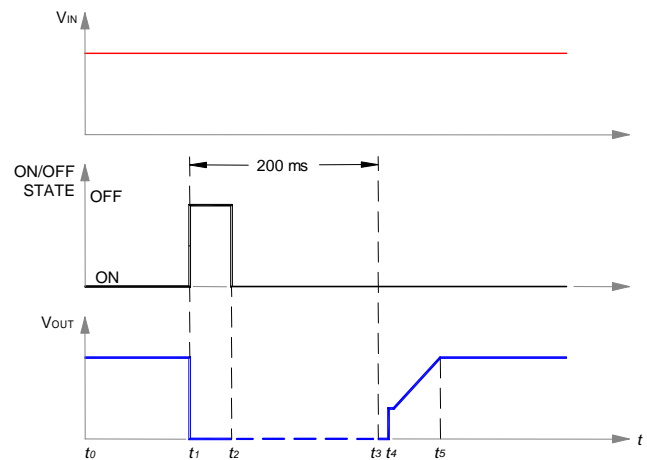 VIN
200 ms
ON/OFF
STATE
OFF
ON
VOUT
t0 t1 t2 t3 t4 t5 t